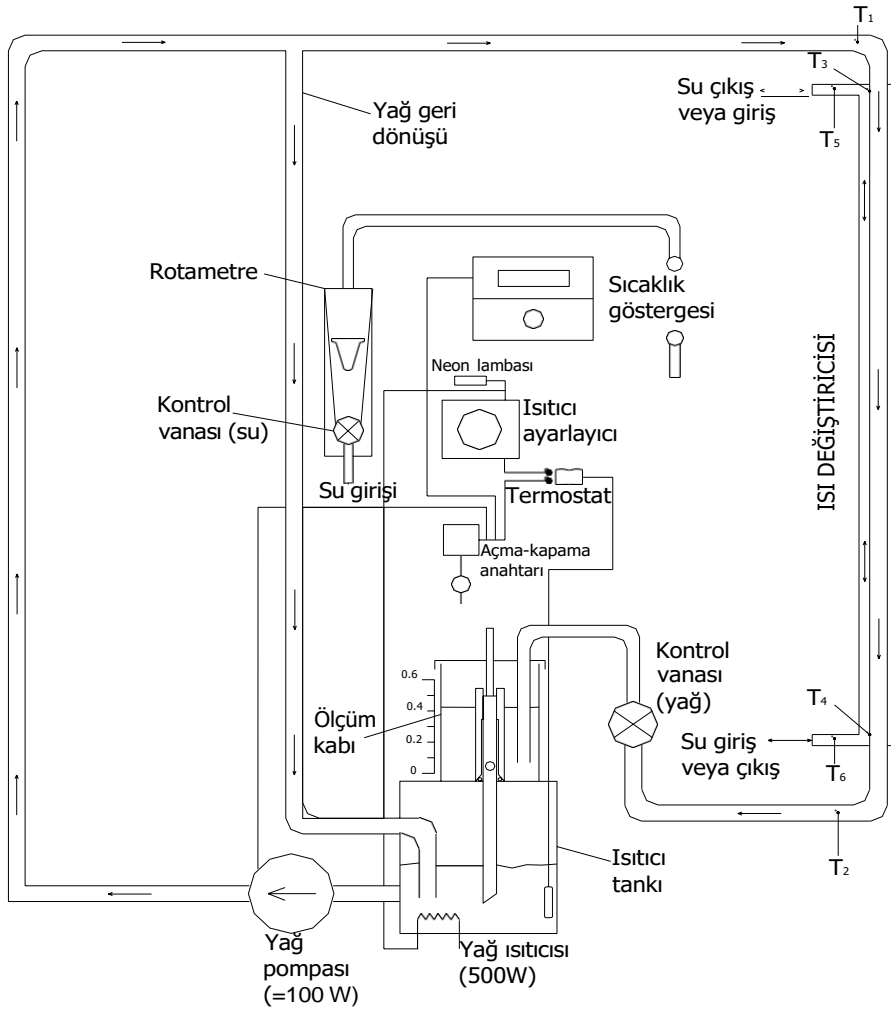 T1
T3
Su çıkış
veya giriş
T5
Yağ geri
dönüşü
Rotametre
Sıcaklık
göstergesi
Neon lambası
Kontrol
vanası (su)
Isıtıcı
ayarlayıcı
ISI DEĞİŞTİRİCİSİ
Su girişi
Termostat
Açma-kapama
anahtarı
Kontrol
vanası
(yağ)
0.6
0.4
0.2
0
Ölçüm
kabı
T4
Su giriş
veya çıkış
T6
T2
Isıtıcı
tankı
Yağ
pompası
(=100 W)
Yağ ısıtıcısı
(500W)